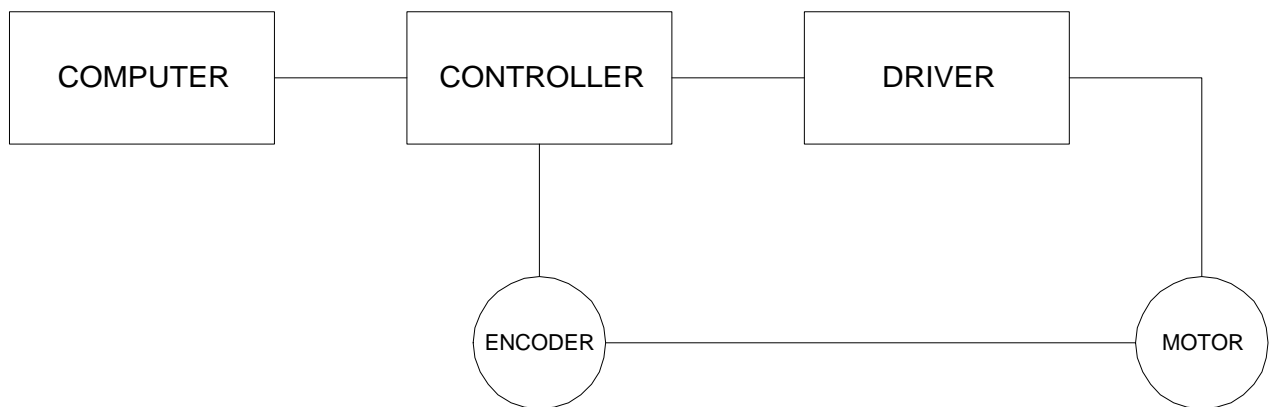 COMPUTER
CONTROLLER
DRIVER
ENCODER
MOTOR